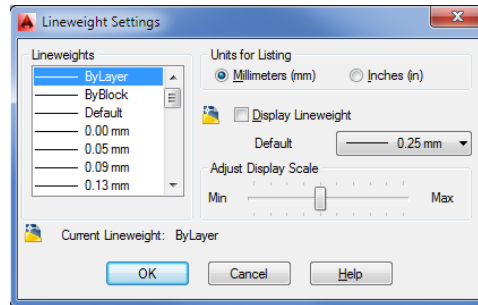 Lineweight Settings
Lineweights
ByLayer
ByBlock
Default
0.00 mm
0.05 mm
0.09 mm
0.13 mm
Units for Listing
Millimeters (mm)
Inches (in)
Display Lineweight
Default
0.25 mm
Adjust Display Scale
Min
Max
Current Lineweight: ByLayer
OK
Cancel
Help